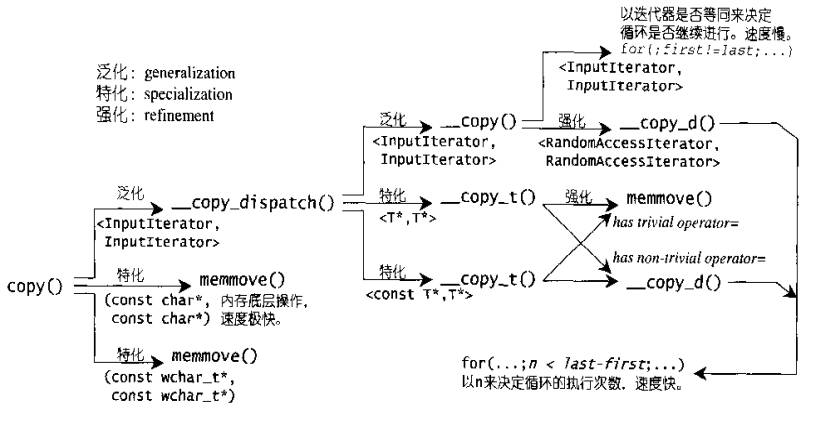 以迭代器是否等同来决定
循环是否继续进行。速度慢。
for(;first!=last;...)
<InputIterator,
InputIterator>
泛化: generalization
特化: specialization
强化: refinement
泛化
__copy()
强化
__copy_d()
<InputIterator,
InputIterator>
<RandomAccessIterator,
RandomAccessIterator>
泛化
__copy_dispatch()
<InputIterator,
InputIterator>
特化
__copy_t()
强化
memmove()
<T*,T*>
has trivial operator=
has non-trivial operator=
特化
__copy_t()
__copy_d()
<const T*,T*>
copy()
特化
memmove()
(const char*, 内存底层操作,
const char*) 速度极快。
特化
memmove()
(const wchar_t*,
const wchar_t*)
for(...;n < last-first;...)
以n来决定循环的执行次数，速度快。